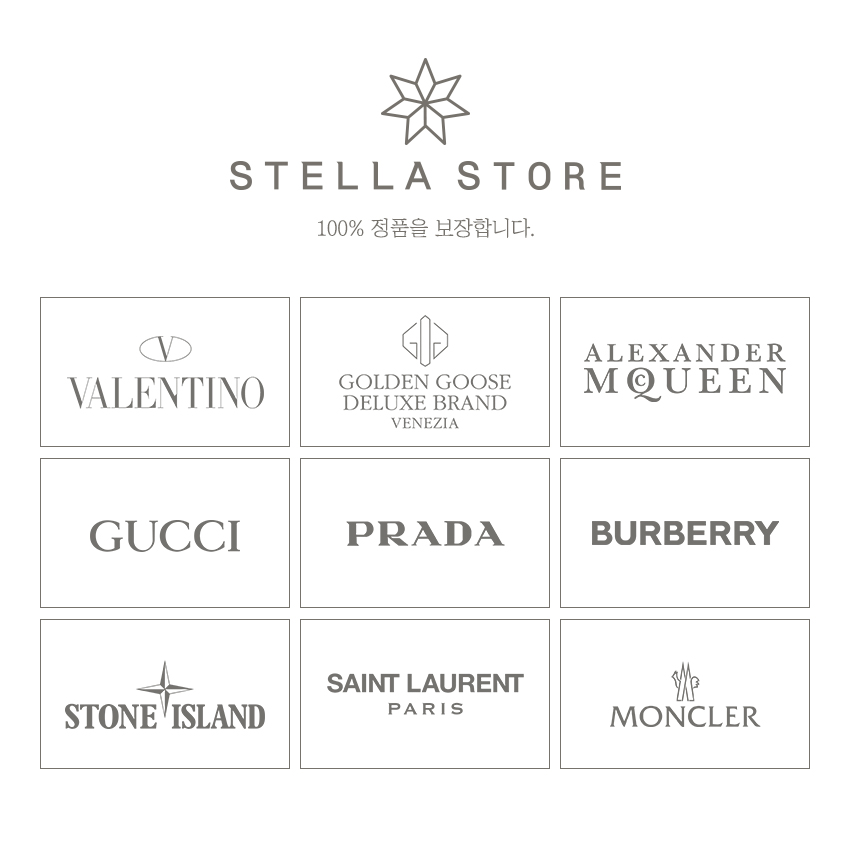 STELLA STORE
100% 정품을 보장합니다.
V
VALENTINO
GOLDEN GOOSE
DELUXE BRAND
VENEZIA
ALEXANDER
McQUEEN
GUCCI
PRADA
BURBERRY
STONE ISLAND
SAINT LAURENT
PARIS
MONCLER